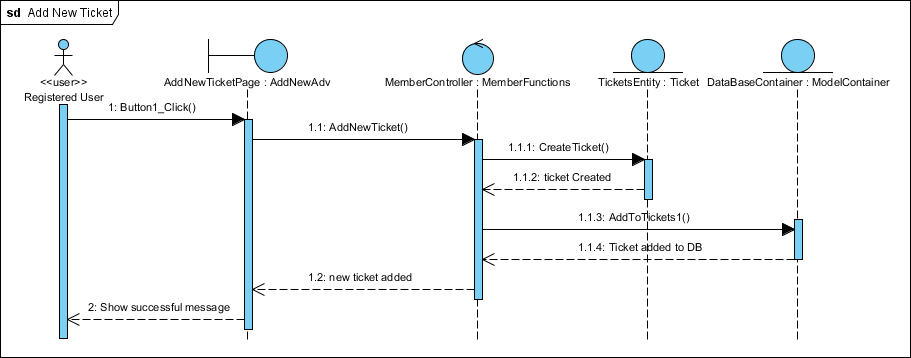 sd Add New Ticket
<<user>>
Registered User
AddNewTicketPage : AddNewAdv
MemberController : MemberFunctions
TicketsEntity : Ticket
DataBaseContainer : ModelContainer
1: Button1_Click()
1.1: AddNewTicket()
1.1.1: CreateTicket()
1.1.2: ticket Created
1.1.3: AddToTickets1()
1.1.4: Ticket added to DB
1.2: new ticket added
2: Show successful message